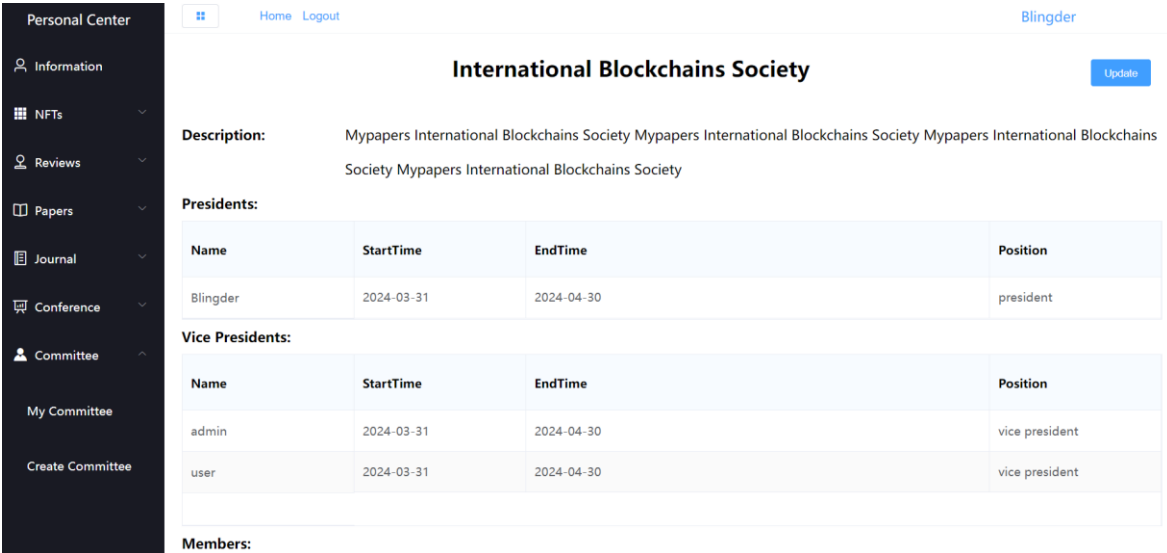 Personal Center
Home Logout
Blingder
Information
NFTs
Reviews
Papers
Journal
Conference
Committee
My Committee
Create Committee
International Blockchains Society
Update
Description: Mypapers International Blockchains Society Mypapers International Blockchains Society Mypapers International Blockchains
Society Mypapers International Blockchains Society
Presidents:
Name StartTime EndTime Position
Blingder 2024-03-31 2024-04-30 president
Vice Presidents:
Name StartTime EndTime Position
admin 2024-03-31 2024-04-30 vice president
user 2024-03-31 2024-04-30 vice president
Members: